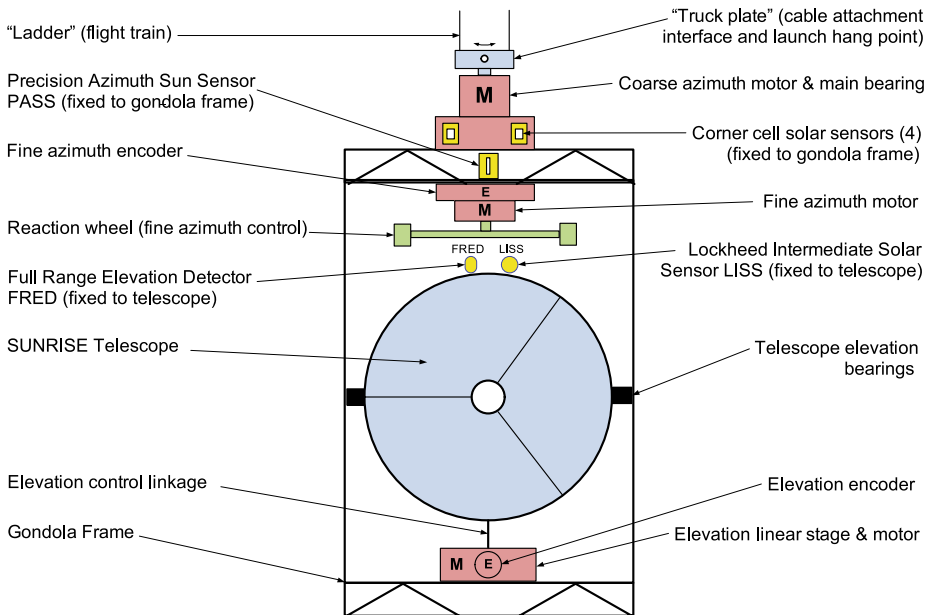 “Ladder” (flight train)
Precision Azimuth Sun Sensor
PASS (fixed to gondola frame)
Fine azimuth encoder
Reaction wheel (fine azimuth control)
Full Range Elevation Detector
FRED (fixed to telescope)
SUNRISE Telescope
Elevation control linkage
Gondola Frame
M
E
M
FRED
LISS
M
E
“Truck plate” (cable attachment
interface and launch hang point)
Coarse azimuth motor & main bearing
Corner cell solar sensors (4)
(fixed to gondola frame)
Fine azimuth motor
Lockheed Intermediate Solar
Sensor LISS (fixed to telescope)
Telescope elevation
bearings
Elevation encoder
Elevation linear stage & motor